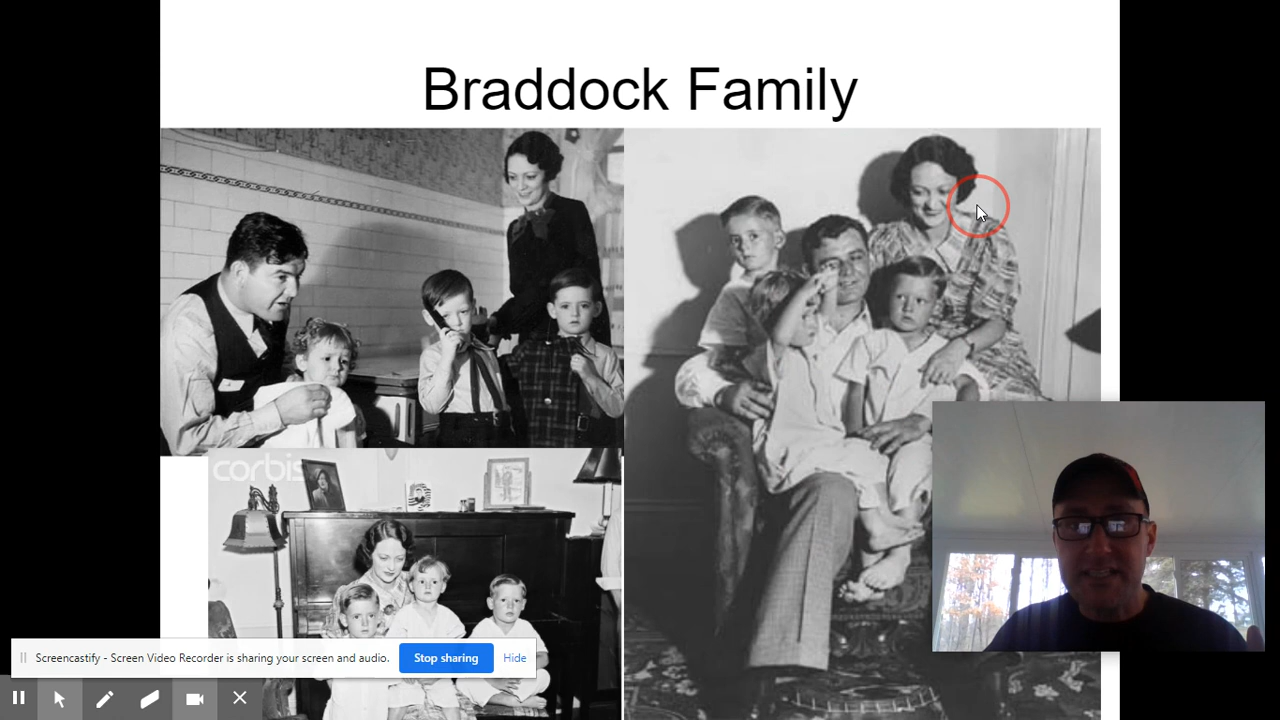 Braddock Family
corbis
Screencastify - Screen Video Recorder is sharing your screen and audio.
Stop sharing
Hide